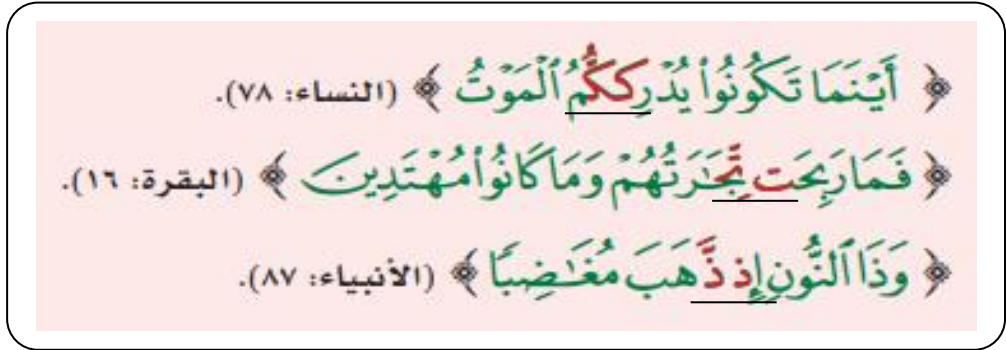 ﴿ أَيْنَمَا تَكُونُوا۟ يُدْرِككُّمُ ٱلْمَوْتُ ﴾ (النساء: ٧٨).
﴿ فَمَا رَبِحَت تِّجَـٰرَتُهُمْ وَمَا كَانُوا۟ مُهْتَدِينَ ﴾ (البقرة: ١٦).
﴿ وَذَا ٱلنُّونِ إِذ ذَّهَبَ مُغَـٰضِبًا ﴾ (الأنبياء: ٨٧).